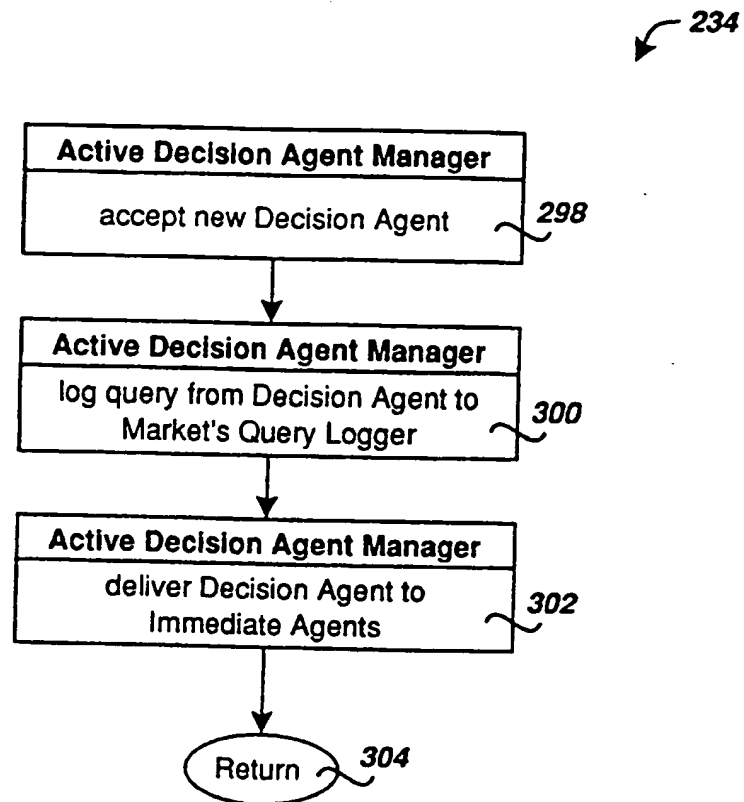 234
Active Decision Agent Manager
accept new Decision Agent
298
Active Decision Agent Manager
log query from Decision Agent to
Market's Query Logger
300
Active Decision Agent Manager
deliver Decision Agent to
Immediate Agents
302
Return
304